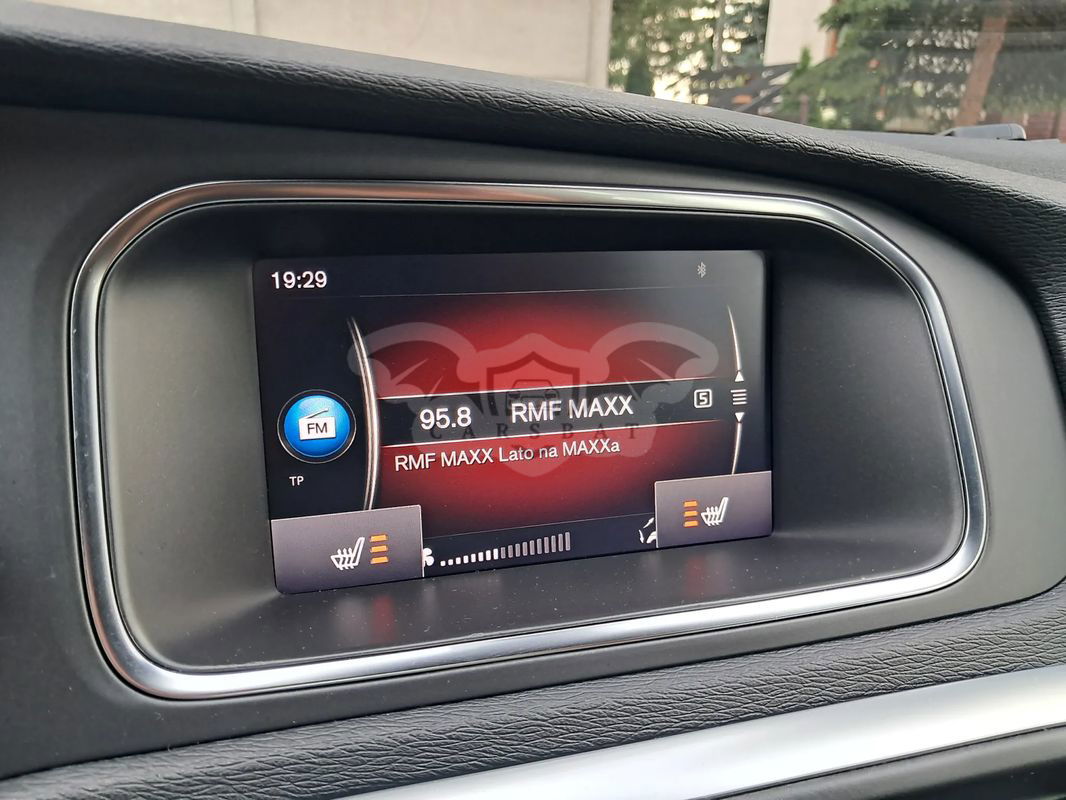 19:29
FM
95.8 RMF MAXX 5
CARSBAT
RMF MAXX Lato na MAXXa
TP